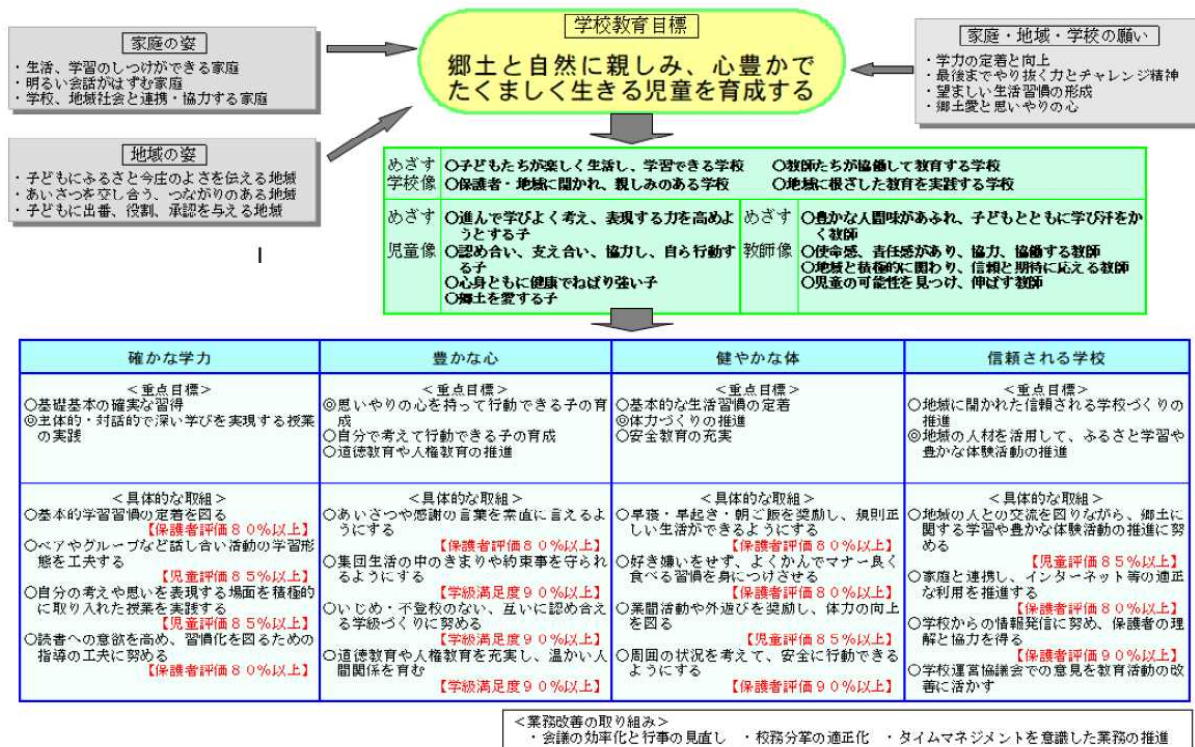 学校教育目標
郷土と自然に親しみ、心豊かで
たくましく生きる児童を育成する
家庭の姿
・生活、学習のしつけができる家庭
・明るい会話がはずむ家庭
・学校、地域社会と連携・協力する家庭
地域の姿
・子どもにふるさと今庄のよさを伝える地域
・あいさつを交し合う、つながりのある地域
・子どもに出番、役割、承認を与える地域
家庭・地域・学校の願い
・学力の定着と向上
・最後までやり抜く力とチャレンジ精神
・望ましい生活習慣の形成
・郷土愛と思いやりの心
めざす
学校像
○子どもたちが楽しく生活し、学習できる学校 ○教師たちが協働して教育する学校
○保護者・地域に開かれ、親しみのある学校 ○地域に根ざした教育を実践する学校
めざす
児童像
○進んで学びよく考え、表現する力を高めよ
うとする子
○認め合い、支え合い、協力し、自ら行動す
る子
○心身ともに健康でねばり強い子
○郷土を愛する子
めざす
教師像
○豊かな人間味があふれ、子どもとともに学び汗をか
く教師
○使命感、責任感があり、協力、協働する教師
○地域と積極的に関わり、信頼と期待に応える教師
○児童の可能性を見つけ、伸ばす教師
確かな学力
＜重点目標＞
○基礎基本の確実な習得
◎主体的・対話的で深い学びを実現する授業
の実践
＜具体的な取組＞
○基本的学習習慣の定着を図る
【保護者評価８０％以上】
○ペアやグループなど話し合い活動の学習形
態を工夫する
【児童評価８５％以上】
○自分の考えや思いを表現する場面を積極的
に取り入れた授業を実践する
【児童評価８５％以上】
○読書への意欲を高め、習慣化を図るための
指導の工夫に努める
【保護者評価８０％以上】
豊かな心
＜重点目標＞
◎思いやりの心を持って行動できる子の育
成
○自分で考えて行動できる子の育成
○道徳教育や人権教育の推進
＜具体的な取組＞
○あいさつや感謝の言葉を素直に言えるよ
うにする
【保護者評価８０％以上】
○集団生活の中のきまりや約束事を守られ
るようにする
【学級満足度９０％以上】
○いじめ・不登校のない、互いに認め合え
る学級づくりに努める
【学級満足度９０％以上】
○道徳教育や人権教育を充実し、温かい人
間関係を育む
【学級満足度９０％以上】
健やかな体
＜重点目標＞
○基本的な生活習慣の定着
◎体力づくりの推進
○安全教育の充実
＜具体的な取組＞
○早寝・早起き・朝ご飯を奨励し、規則正
しい生活ができるようにする
【保護者評価８０％以上】
○好き嫌いをせず、よくかんでマナー良く
食べる習慣を身につけさせる
【保護者評価８０％以上】
○業間活動や外遊びを奨励し、体力の向上
を図る
【児童評価８５％以上】
○周囲の状況を考えて、安全に行動できる
ようにする
【保護者評価９０％以上】
信頼される学校
＜重点目標＞
○地域に開かれた信頼される学校づくりの
推進
◎地域の人材を活用して、ふるさと学習や
豊かな体験活動の推進
＜具体的な取組＞
○地域の人との交流を図りながら、郷土に
関する学習や豊かな体験活動の推進に努
める
【児童評価８５％以上】
○家庭と連携し、インターネット等の適正
な利用を推進する
【保護者評価８０％以上】
○学校からの情報発信に努め、保護者の理
解と協力を得る
【保護者評価９０％以上】
○学校運営協議会での意見を教育活動の改
善に活かす
＜業務改善の取り組み＞
・会議の効率化と行事の見直し ・校務分掌の適正化 ・タイムマネジメントを意識した業務の推進